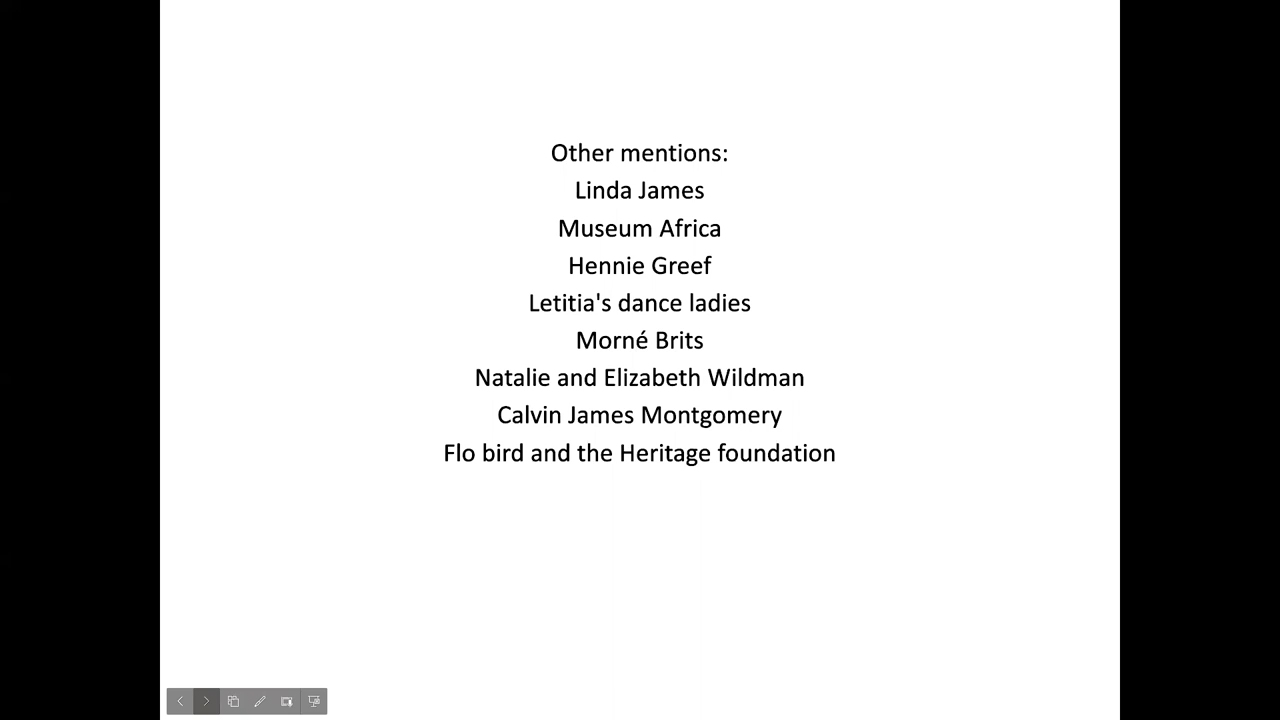 Other mentions:
Linda James
Museum Africa
Hennie Greef
Letitia's dance ladies
Morné Brits
Natalie and Elizabeth Wildman
Calvin James Montgomery
Flo bird and the Heritage foundation